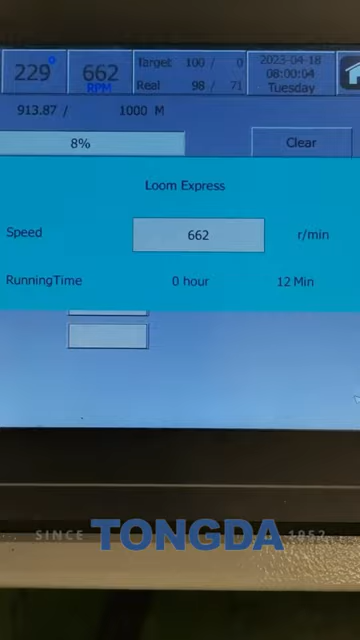 229°
662
RPM
Target 100 / 0
Real 98 / 71
2023-04-18
08:00:04
Tuesday
913.87 / 1000 M
8%
Clear
Loom Express
Speed 662 r/min
RunningTime 0 hour 12 Min
SINCE TONGDA 1852